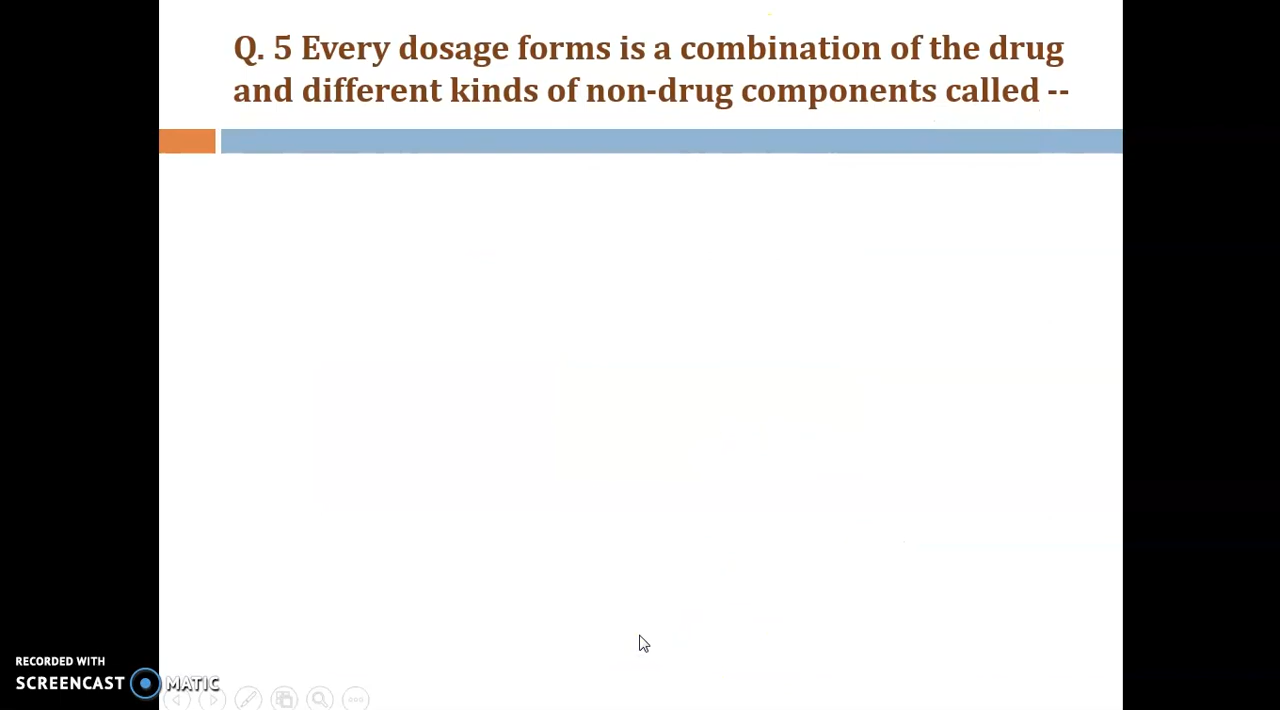 Q. 5 Every dosage forms is a combination of the drug
and different kinds of non-drug components called --
RECORDED WITH
SCREENCAST MATIC